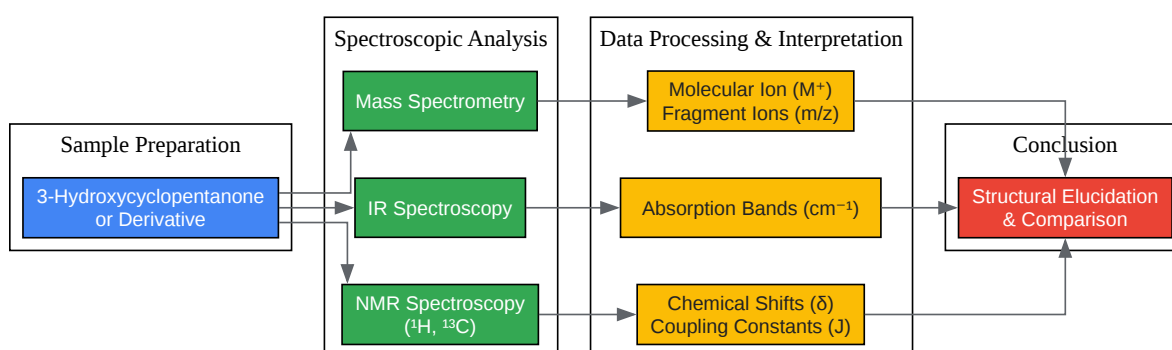 Sample Preparation
3-Hydroxycyclopentanone
or Derivative
Spectroscopic Analysis
Mass Spectrometry
IR Spectroscopy
NMR Spectroscopy
(¹H, ¹³C)
Data Processing & Interpretation
Molecular Ion (M⁺)
Fragment Ions (m/z)
Absorption Bands (cm⁻¹)
Chemical Shifts (δ)
Coupling Constants (J)
Conclusion
Structural Elucidation
& Comparison